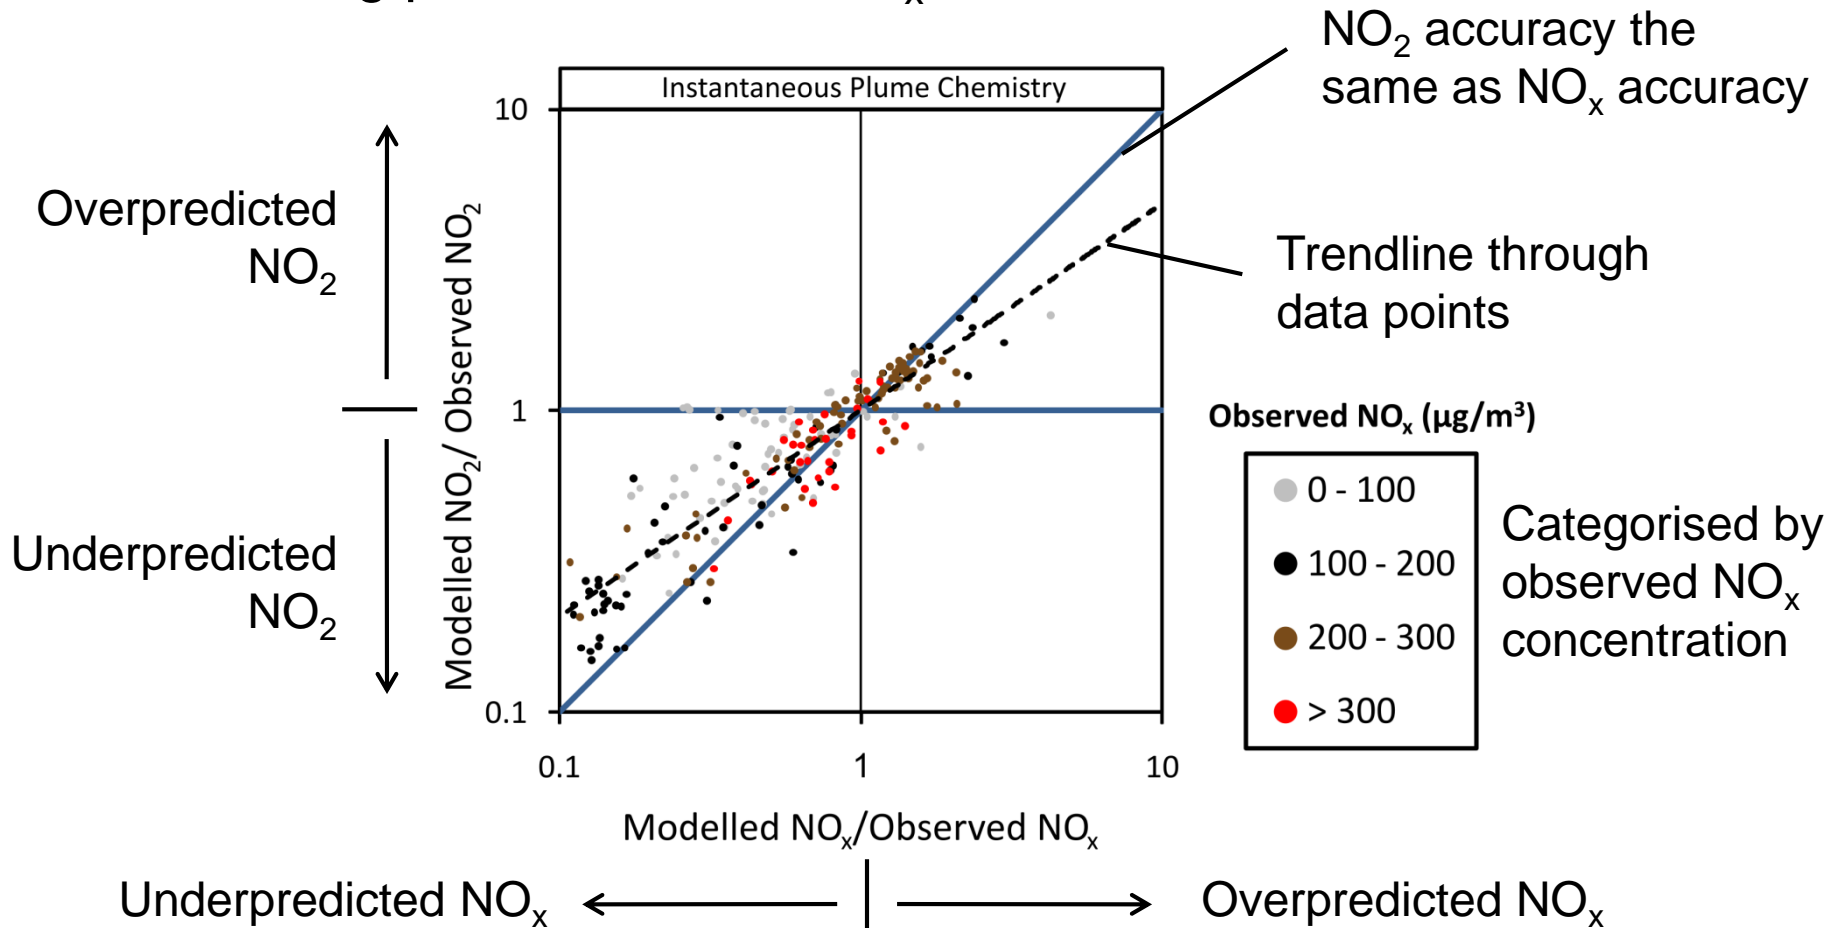 NO₂ accuracy the
same as NOₓ accuracy
Instantaneous Plume Chemistry
10
1
0.1
Modelled NO₂/ Observed NO₂
Overpredicted
NO₂
Underpredicted
NO₂
Trendline through
data points
Observed NOₓ (µg/m³)
0 - 100
100 - 200
200 - 300
> 300
Categorised by
observed NOₓ
concentration
0.1
1
10
Modelled NOₓ/Observed NOₓ
Underpredicted NOₓ
Overpredicted NOₓ